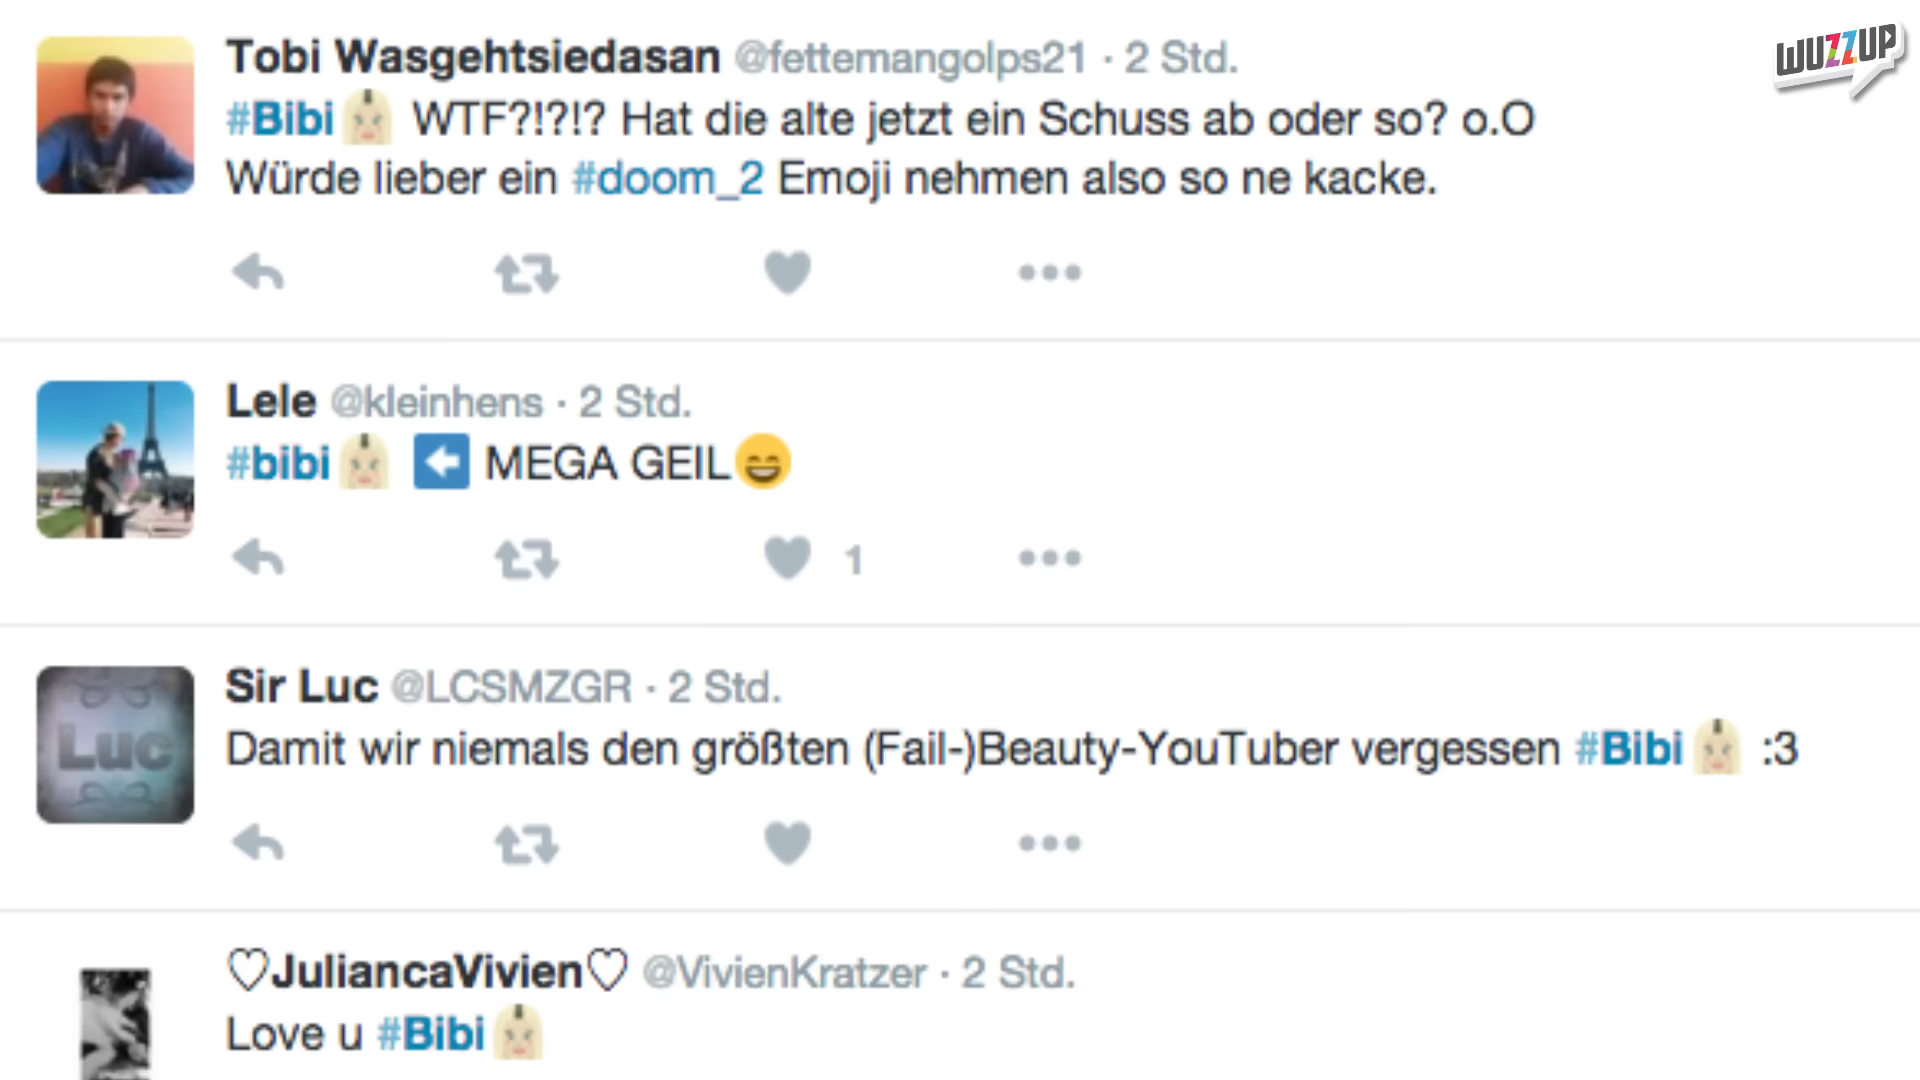 WUZZUP
Tobi Wasgehtsiedasan @fettemangolps21 · 2 Std.
#Bibi WTF?!?!? Hat die alte jetzt ein Schuss ab oder so? o.O
Würde lieber ein #doom_2 Emoji nehmen also so ne kacke.
Lele @kleinhens · 2 Std.
#bibi ⬅ MEGA GEIL😄
1
Luc
Sir Luc @LCSMZGR · 2 Std.
Damit wir niemals den größten (Fail-)Beauty-YouTuber vergessen #Bibi :3
♡JuliancaVivien♡ @VivienKratzer · 2 Std.
Love u #Bibi